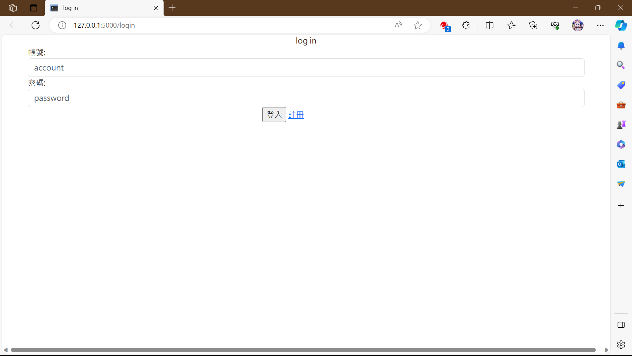 log in
127.0.0.1:5000/login
2
log in
帳號:
account
密碼:
password
登入 註冊